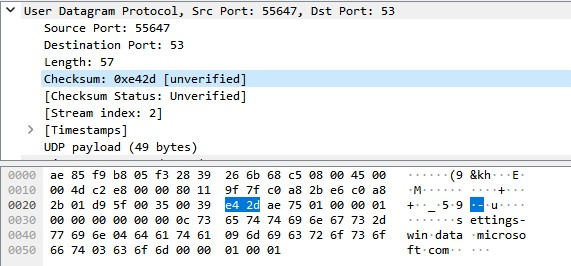 User Datagram Protocol, Src Port: 55647, Dst Port: 53
Source Port: 55647
Destination Port: 53
Length: 57
Checksum: 0xe42d [unverified]
[Checksum Status: Unverified]
[Stream index: 2]
[Timestamps]
UDP payload (49 bytes)
0000 ae 85 f9 b8 05 f3 28 39 26 6b 68 c5 08 00 45 00 ······(9 &kh···E·
0010 00 4d c2 e8 00 00 80 11 9f 7f c0 a8 2b e6 c0 a8 ·M······ ····+···
0020 2b 01 d9 5f 00 35 00 39 e4 2d ae 75 01 00 00 01 +··_·5·9 ·-·u····
0030 00 00 00 00 00 00 0c 73 65 74 74 69 6e 67 73 2d ·······s ettings-
0040 77 69 6e 04 64 61 74 61 09 6d 69 63 72 6f 73 6f win·data ·microso
0050 66 74 03 63 6f 6d 00 00 01 00 01 ft·com·· ···